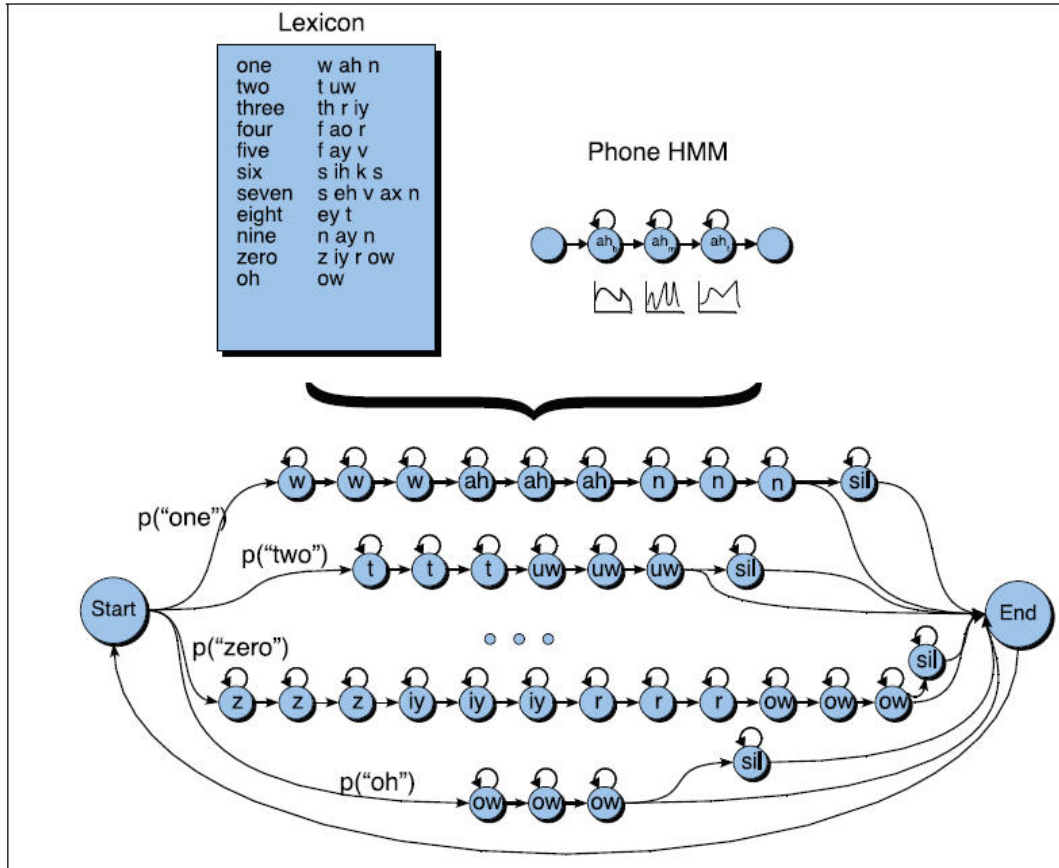 Lexicon
one w ah n
two t uw
three th r iy
four f ao r
five f ay v
six s ih k s
seven s eh v ax n
eight ey t
nine n ay n
zero z iy r ow
oh ow
Phone HMM
ah b ah m ah f
w w w ah ah ah n n n sil
p("one")
p("two")
t t t uw uw uw sil
Start
End
p("zero")
sil
z z z iy iy iy r r r ow ow ow
sil
p("oh")
ow ow ow